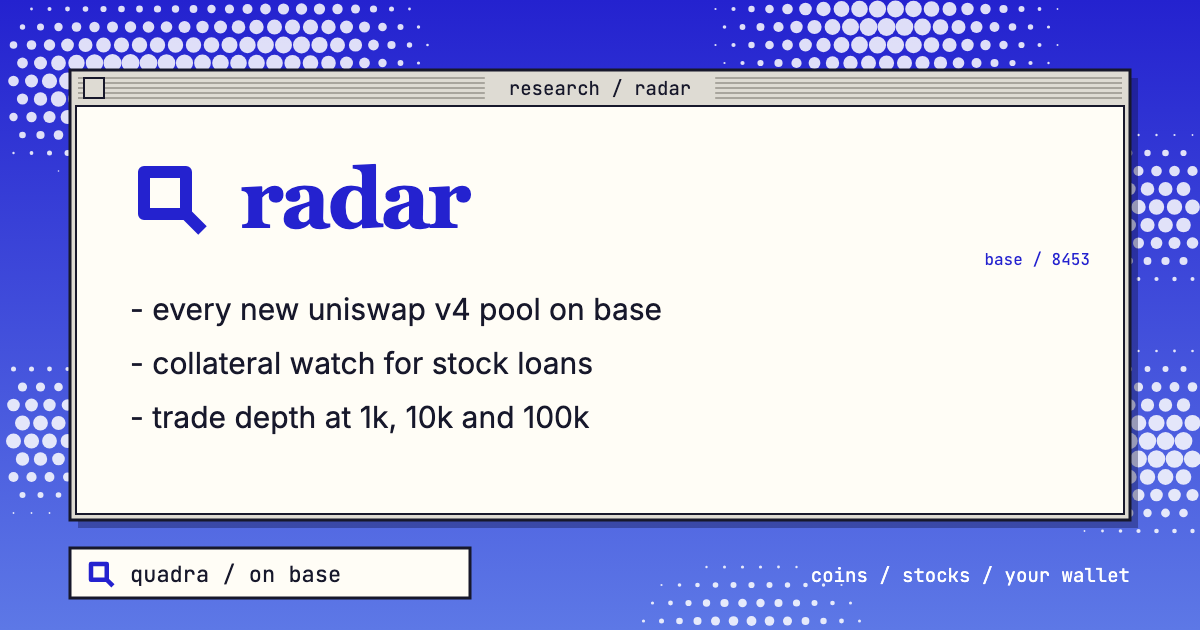 research / radar
radar
base / 8453
- every new uniswap v4 pool on base
- collateral watch for stock loans
- trade depth at 1k, 10k and 100k
quadra / on base
coins / stocks / your wallet